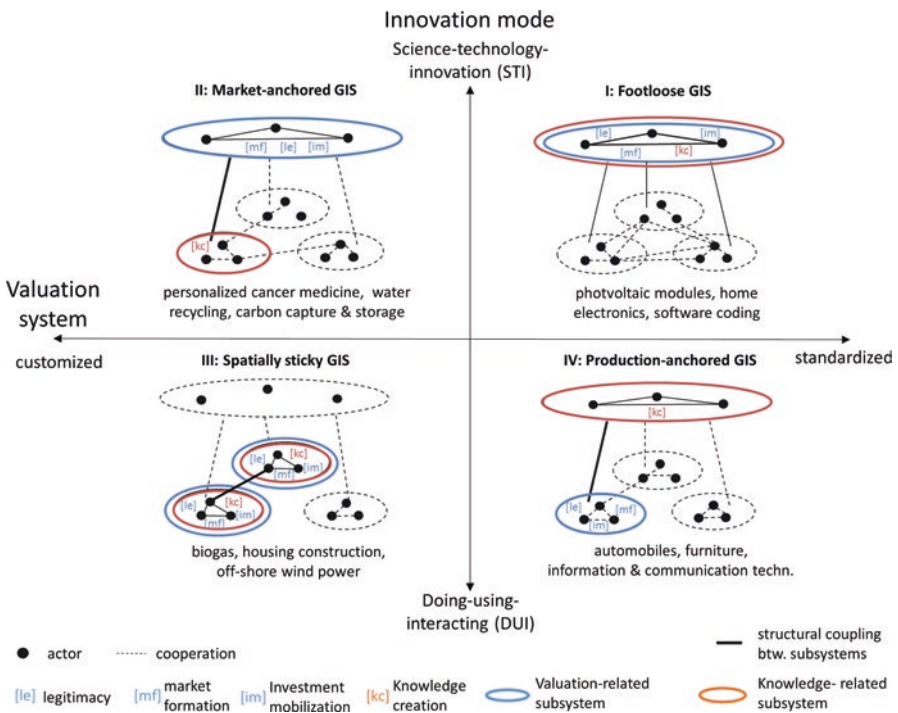 Innovation mode
Science-technology-
innovation (STI)
II: Market-anchored GIS
[mf] [le] [im]
[kc]
personalized cancer medicine, water
recycling, carbon capture & storage
I: Footloose GIS
[le] [im]
[mf] [kc]
photovoltaic modules, home
electronics, software coding
Valuation
system
customized
standardized
III: Spatially sticky GIS
[le] [kc]
[mf] [im]
[le] [kc]
[mf] [im]
biogas, housing construction,
off-shore wind power
IV: Production-anchored GIS
[kc]
[le] [mf]
[im]
automobiles, furniture,
information & communication techn.
Doing-using-
interacting (DUI)
actor
cooperation
structural coupling
btw. subsystems
[le] legitimacy
[mf] market
formation
[im] Investment
mobilization
[kc] Knowledge
creation
Valuation-related
subsystem
Knowledge- related
subsystem